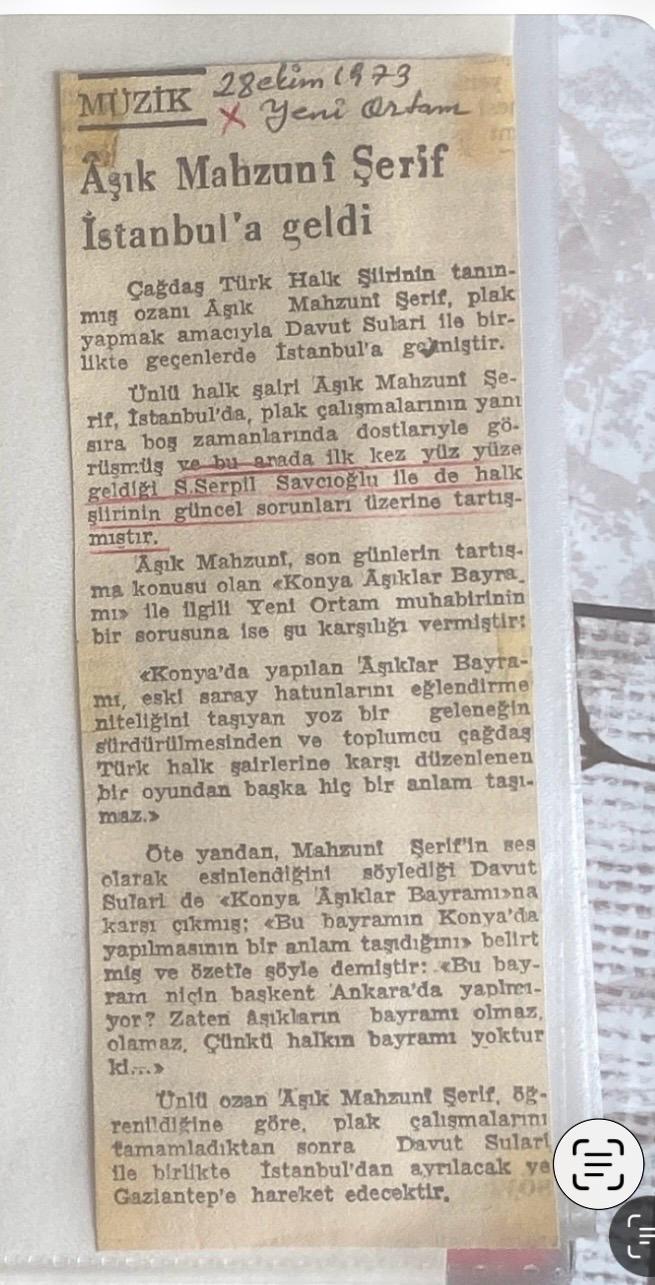 MÜZİK
28 ekim 1973
x Yeni Ortam
Âşık Mahzunî Şerif
İstanbul'a geldi
Çağdaş Türk Halk Şiirinin tanın-
mış ozanı Âşık Mahzunî Şerif, plak
yapmak amacıyla Davut Sulari ile bir-
likte geçenlerde İstanbul'a gelmiştir.
Ünlü halk şairi Âşık Mahzunî Şe-
rif, İstanbul'da, plak çalışmalarının yanı
sıra boş zamanlarında dostlarıyle gö-
rüşmüş ve bu arada ilk kez yüz yüze
geldiği S.Serpil Savcıoğlu ile de halk
şiirinin güncel sorunları üzerine tartış-
mıştır.
Âşık Mahzunî, son günlerin tartış-
ma konusu olan «Konya Âşıklar Bayra-
mı» ile ilgili Yeni Ortam muhabirinin
bir sorusuna ise şu karşılığı vermiştir:
«Konya'da yapılan Âşıklar Bayra-
mı, eski saray hatunlarını eğlendirme
niteliğini taşıyan yoz bir geleneğin
sürdürülmesinden ve toplumcu çağdaş
Türk halk şairlerine karşı düzenlenen
bir oyundan başka hiç bir anlam taşı-
maz.»
Öte yandan, Mahzunî Şerif'in ses
olarak esinlendiğini söylediği Davut
Sulari de «Konya Âşıklar Bayramı»na
karşı çıkmış; «Bu bayramın Konya'da
yapılmasının bir anlam taşıdığını» belirt
miş ve özetle şöyle demiştir: «Bu bay-
ram niçin başkent Ankara'da yapılmı-
yor? Zaten âşıkların bayramı olmaz,
olamaz. Çünkü halkın bayramı yoktur
ki...»
Ünlü ozan Âşık Mahzunî Şerif, öğ-
renildiğine göre, plak çalışmalarını
tamamladıktan sonra Davut Sulari
ile birlikte İstanbul'dan ayrılacak ve
Gaziantep'e hareket edecektir.